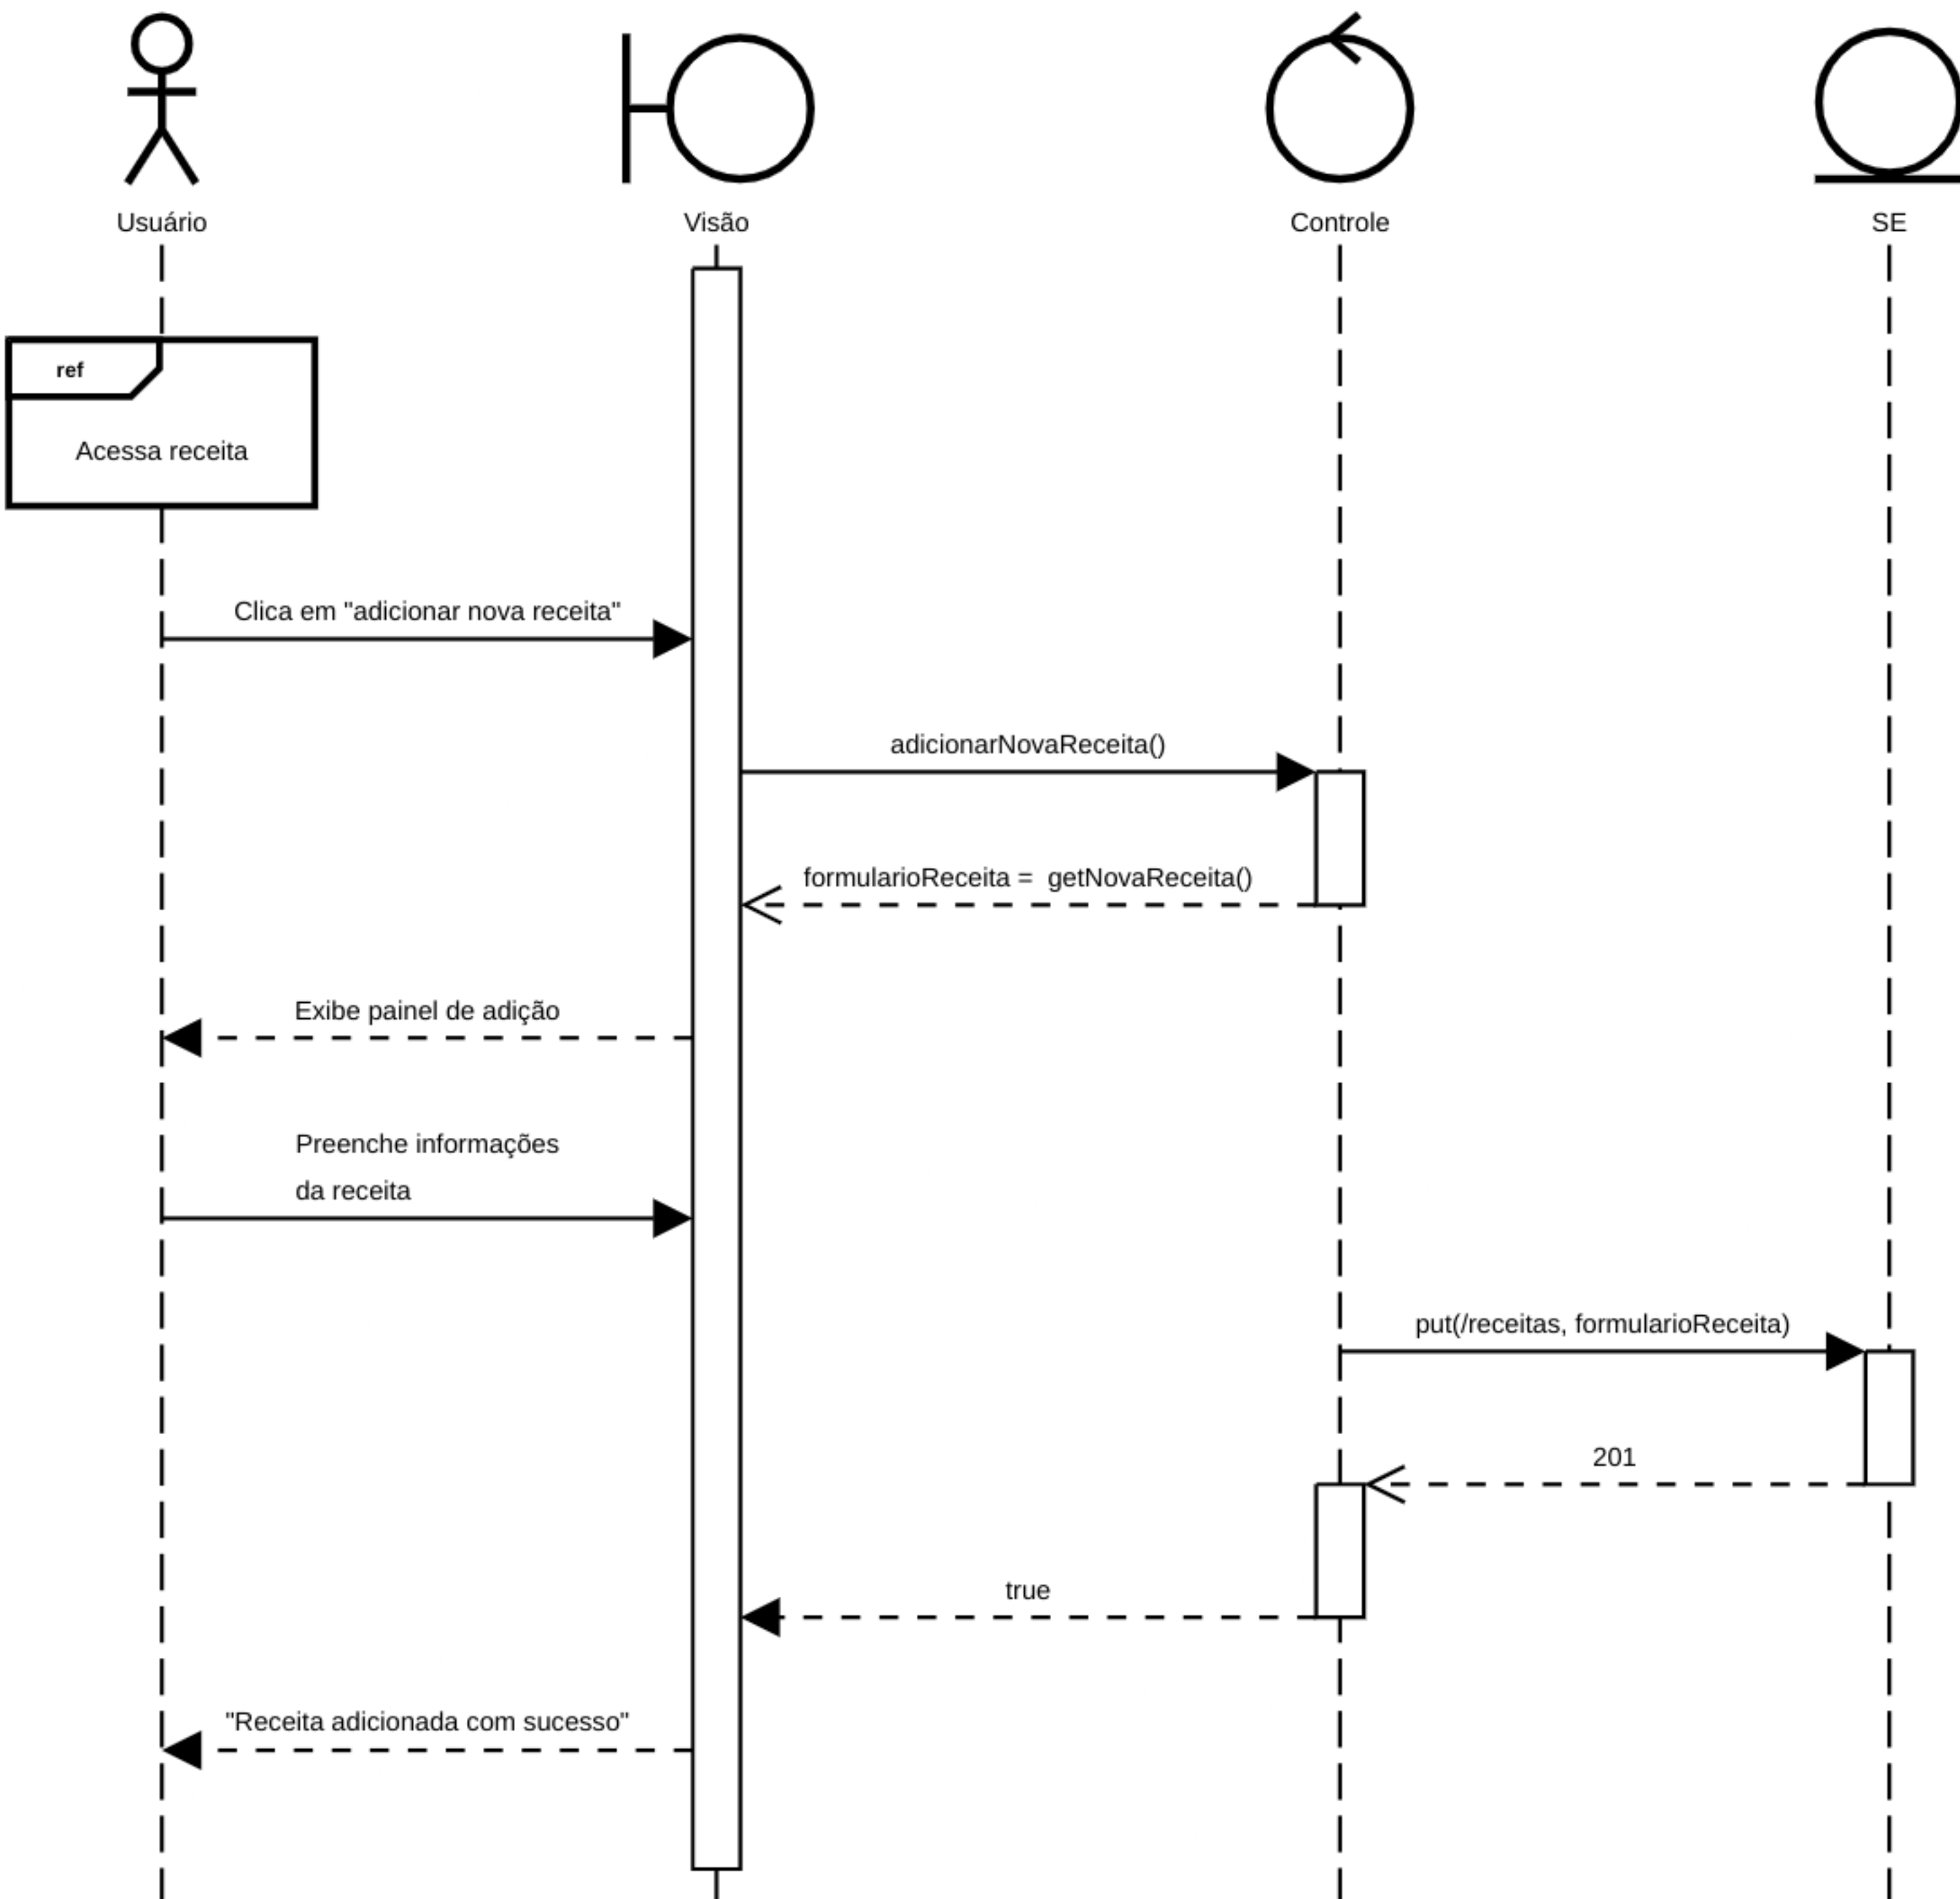 Usuário
Visão
Controle
SE
ref
Acessa receita
Clica em "adicionar nova receita"
adicionarNovaReceita()
formularioReceita =  getNovaReceita()
Exibe painel de adição
Preenche informações
da receita
put(/receitas, formularioReceita)
201
true
"Receita adicionada com sucesso"